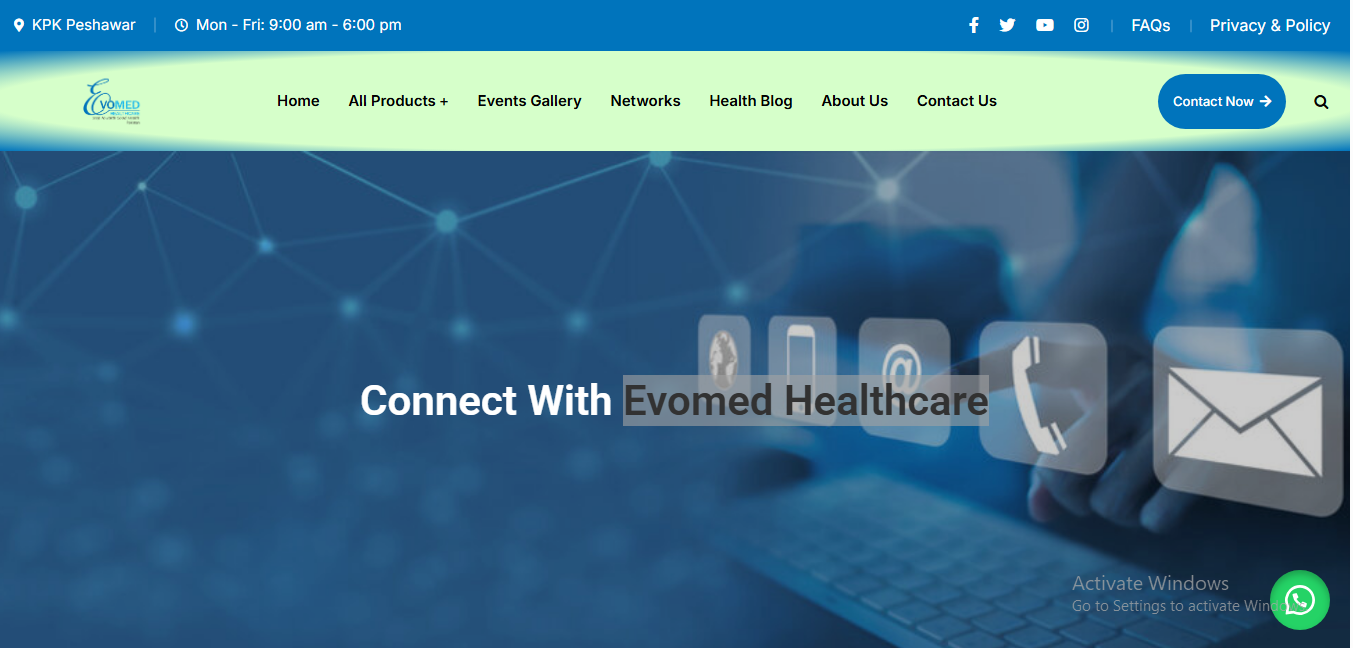 KPK Peshawar
Mon - Fri: 9:00 am - 6:00 pm
FAQs
Privacy & Policy
EVOMED
HEALTHCARE
Home
All Products +
Events Gallery
Networks
Health Blog
About Us
Contact Us
Contact Now
@
Connect With Evomed Healthcare
Activate Windows
Go to Settings to activate